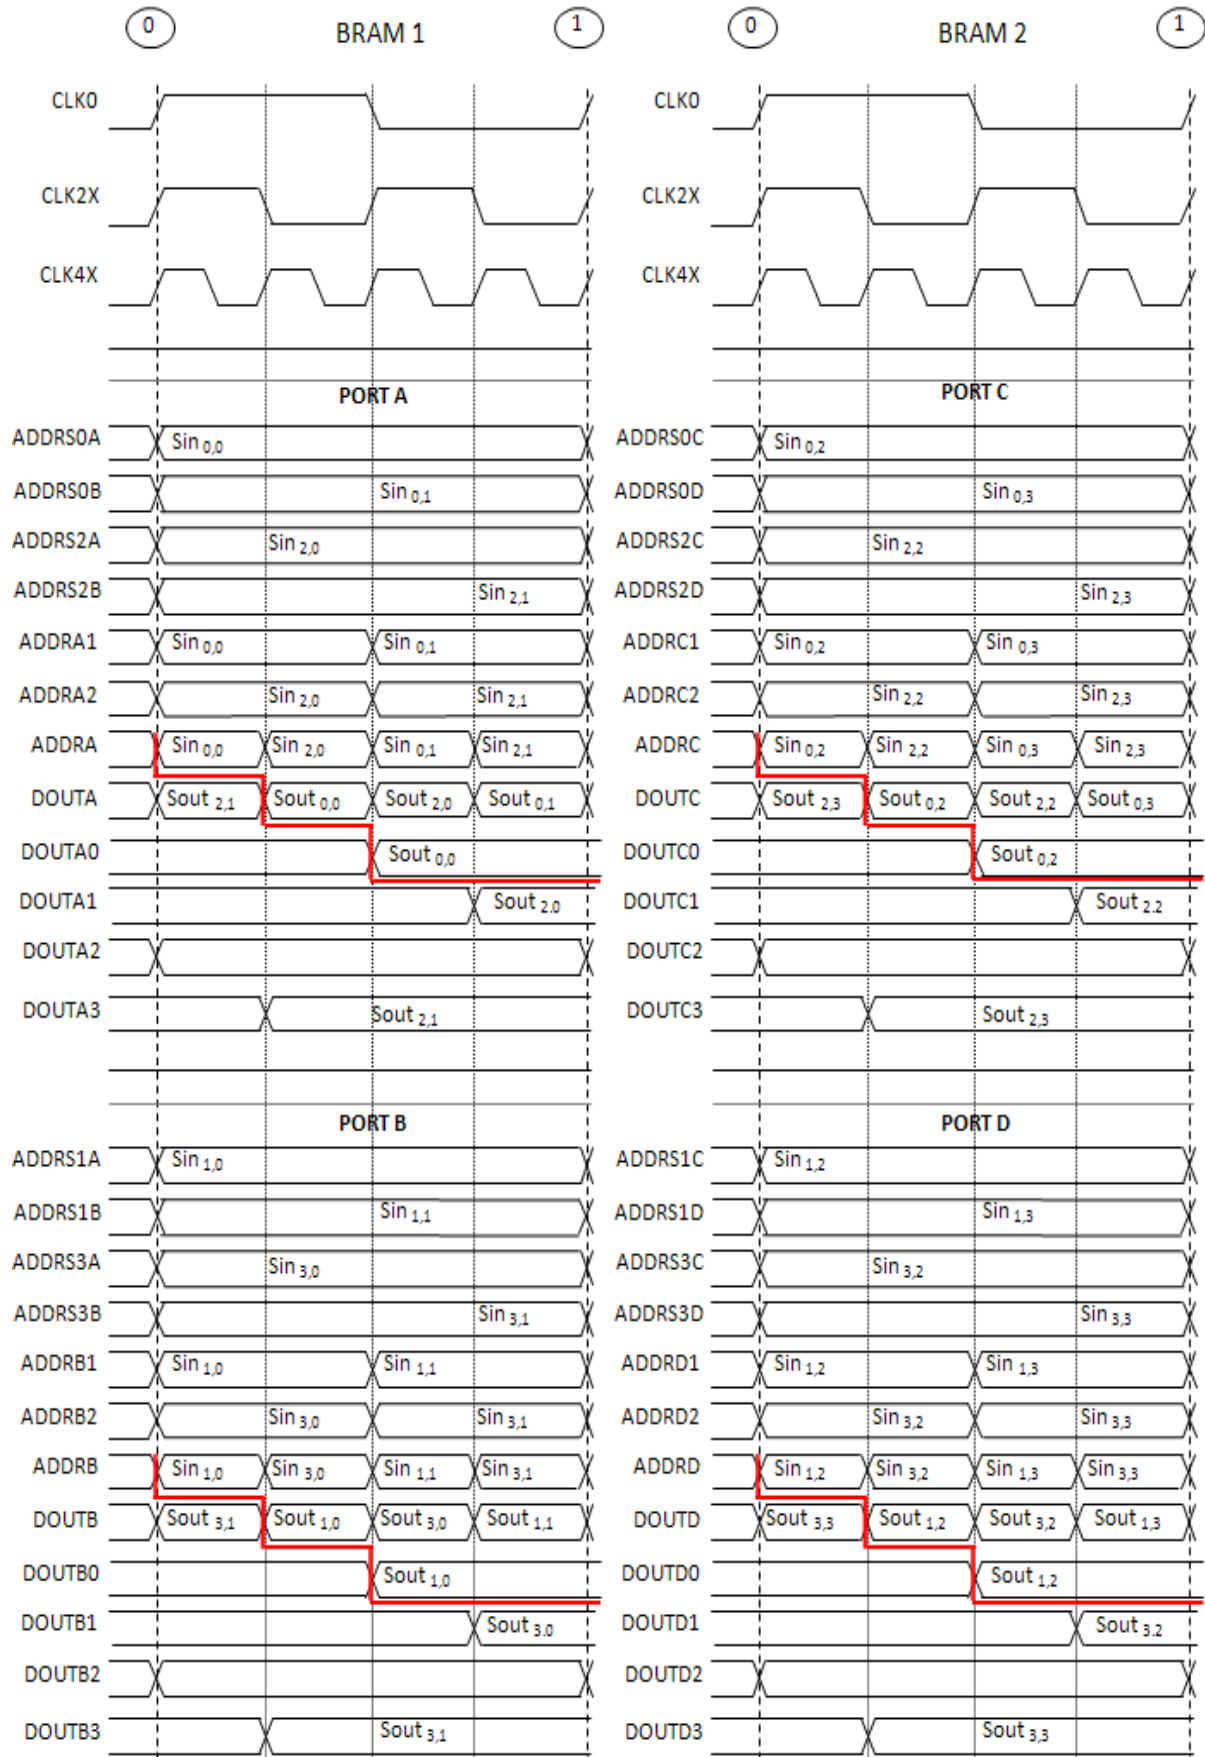 0 BRAM 1 1 0 BRAM 2 1
CLK0 CLK0
CLK2X CLK2X
CLK4X CLK4X
PORT A PORT C
ADDRS0A Sin 0,0 ADDRS0C Sin 0,2
ADDRS0B Sin 0,1 ADDRS0D Sin 0,3
ADDRS2A Sin 2,0 ADDRS2C Sin 2,2
ADDRS2B Sin 2,1 ADDRS2D Sin 2,3
ADDRA1 Sin 0,0 Sin 0,1 ADDRC1 Sin 0,2 Sin 0,3
ADDRA2 Sin 2,0 Sin 2,1 ADDRC2 Sin 2,2 Sin 2,3
ADDRA Sin 0,0 Sin 2,0 Sin 0,1 Sin 2,1 ADDRC Sin 0,2 Sin 2,2 Sin 0,3 Sin 2,3
DOUTA Sout 2,1 Sout 0,0 Sout 2,0 Sout 0,1 DOUTC Sout 2,3 Sout 0,2 Sout 2,2 Sout 0,3
DOUTA0 Sout 0,0 DOUTC0 Sout 0,2
DOUTA1 Sout 2.0 DOUTC1 Sout 2.2
DOUTA2 DOUTC2
DOUTA3 Sout 2,1 DOUTC3 Sout 2,3
PORT B PORT D
ADDRS1A Sin 1,0 ADDRS1C Sin 1,2
ADDRS1B Sin 1,1 ADDRS1D Sin 1,3
ADDRS3A Sin 3,0 ADDRS3C Sin 3,2
ADDRS3B Sin 3,1 ADDRS3D Sin 3,3
ADDRB1 Sin 1,0 Sin 1,1 ADDRD1 Sin 1,2 Sin 1,3
ADDRB2 Sin 3,0 Sin 3,1 ADDRD2 Sin 3,2 Sin 3,3
ADDRB Sin 1,0 Sin 3,0 Sin 1,1 Sin 3,1 ADDRD Sin 1,2 Sin 3,2 Sin 1,3 Sin 3,3
DOUTB Sout 3,1 Sout 1,0 Sout 3,0 Sout 1,1 DOUTD Sout 3,3 Sout 1,2 Sout 3,2 Sout 1,3
DOUTB0 Sout 1,0 DOUTD0 Sout 1,2
DOUTB1 Sout 3.0 DOUTD1 Sout 3.2
DOUTB2 DOUTD2
DOUTB3 Sout 3,1 DOUTD3 Sout 3,3